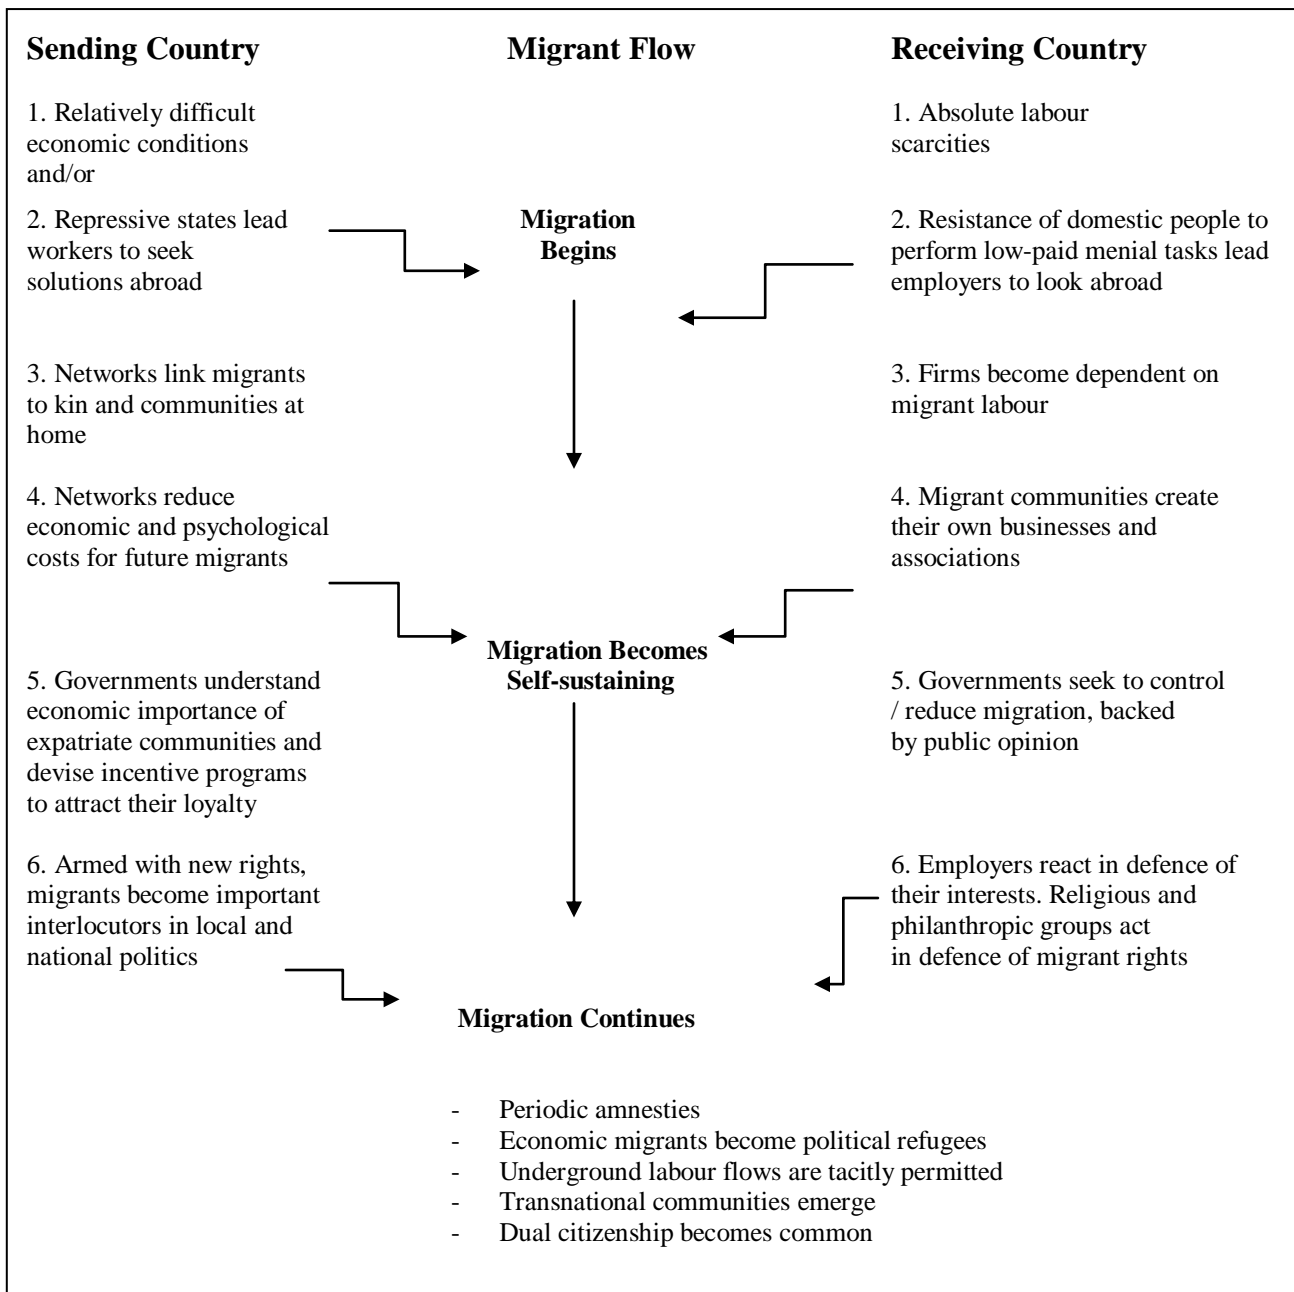 Sending Country
Migrant Flow
Receiving Country
1. Relatively difficult
economic conditions
and/or
1. Absolute labour
scarcities
2. Repressive states lead
workers to seek
solutions abroad
Migration
Begins
2. Resistance of domestic people to
perform low-paid menial tasks lead
employers to look abroad
3. Networks link migrants
to kin and communities at
home
3. Firms become dependent on
migrant labour
4. Networks reduce
economic and psychological
costs for future migrants
4. Migrant communities create
their own businesses and
associations
Migration Becomes
Self-sustaining
5. Governments understand
economic importance of
expatriate communities and
devise incentive programs
to attract their loyalty
5. Governments seek to control
/ reduce migration, backed
by public opinion
6. Armed with new rights,
migrants become important
interlocutors in local and
national politics
6. Employers react in defence of
their interests. Religious and
philanthropic groups act
in defence of migrant rights
Migration Continues
- Periodic amnesties
- Economic migrants become political refugees
- Underground labour flows are tacitly permitted
- Transnational communities emerge
- Dual citizenship becomes common